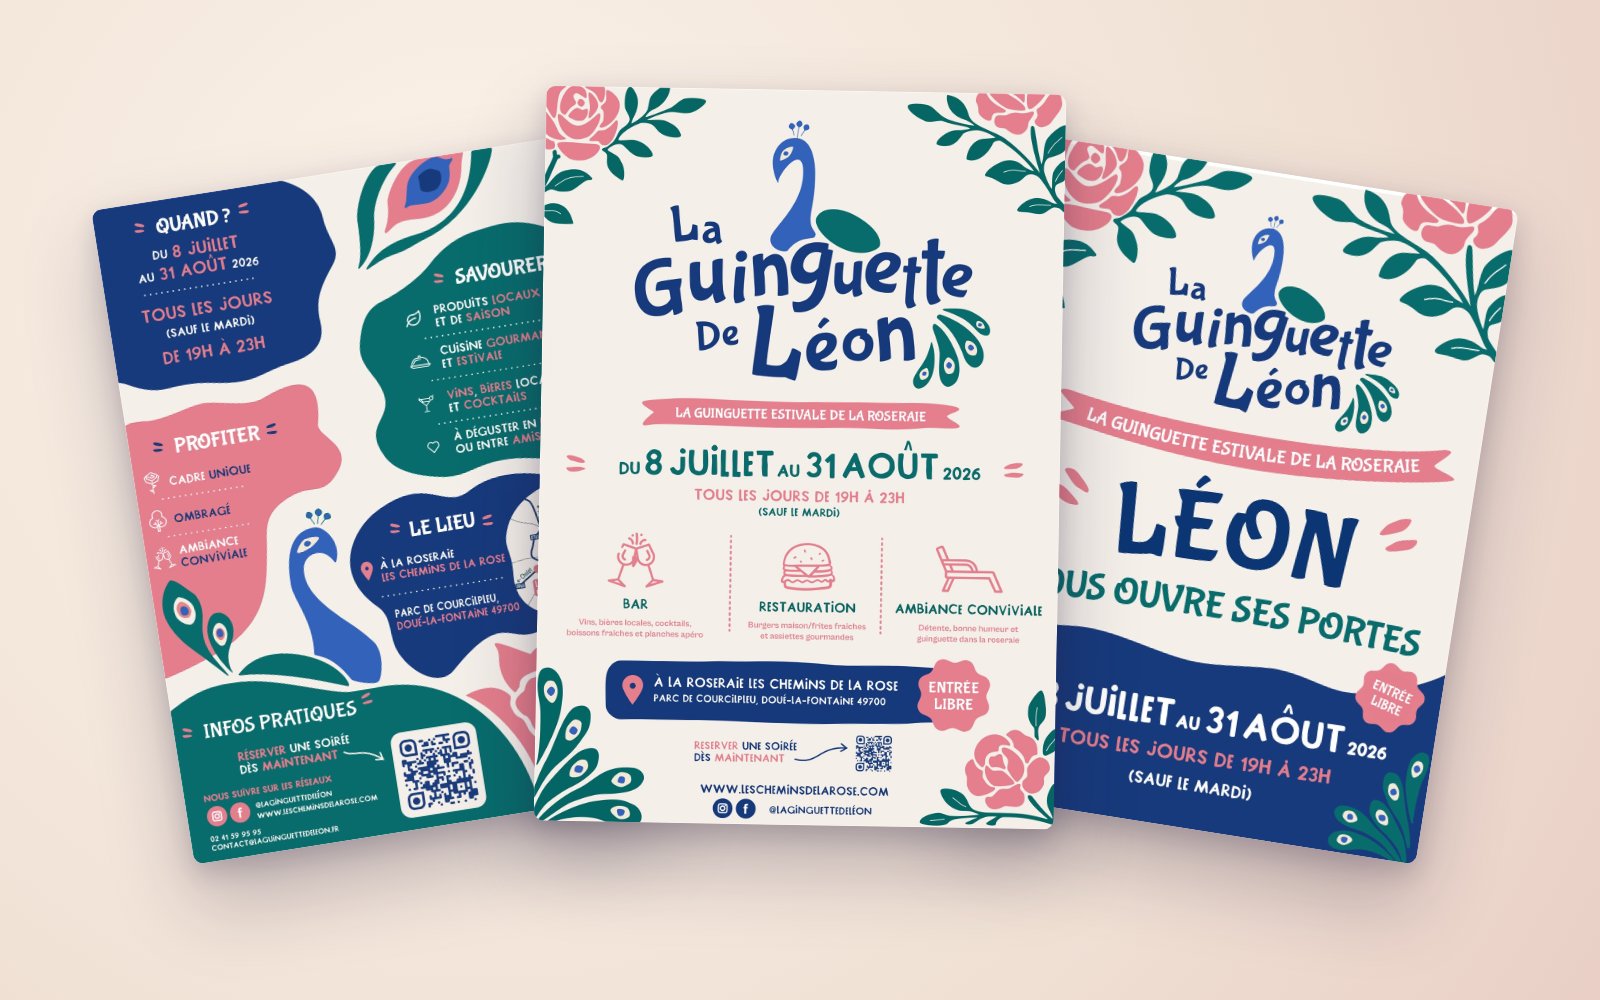 QUAND ?
DU 8 JUILLET
AU 31 AOÛT 2026
TOUS LES JOURS
(SAUF LE MARDI)
DE 19H À 23H
SAVOURER
PRODUITS LOCAUX
ET DE SAISON
CUISINE
ET ESTIVALE
VINS, BIÈRES
ET COCKTAILS
À DÉGUSTER EN
OU ENTRE
PROFITER
CADRE UNIQUE
OMBRAGÉ
AMBIANCE
CONVIVIALE
LE LIEU
À LA ROSERAIE
LES CHEMINS DE LA ROSE
PARC DE COURCILPLEU,
DOUÉ-LA-FONTAINE 49700
INFOS PRATIQUES
RÉSERVER UNE SOIRÉE
DÈS MAINTENANT
NOUS SUIVRE SUR LES RÉSEAUX
@LAGINGUETTEDELÉON
WWW.LESCHEMINSDELAROSE.COM
02 41 59 95 95
CONTACT@LAGUINGUETTEDELEON.FR
La
Guinguette
De Léon
LA GUINGUETTE ESTIVALE DE LA ROSERAIE
DU 8 JUILLET AU 31 AOÛT 2026
TOUS LES JOURS DE 19H À 23H
(SAUF LE MARDI)
BAR
Vins, bières locales, cocktails,
boissons fraîches et planches apéro
RESTAURATION
Burgers maison/frites fraîches
et assiettes gourmandes
AMBIANCE CONVIVIALE
Détente, bonne humeur et
guinguette dans la roseraie
À LA ROSERAIE LES CHEMINS DE LA ROSE
PARC DE COURCILPLEU, DOUÉ-LA-FONTAINE 49700
ENTRÉE
LIBRE
RESERVER UNE SOIRÉE
DÈS MAINTENANT
WWW.LESCHEMINSDELAROSE.COM
@LAGINGUETTEDELÉON
La
Guinguette
De Léon
LA GUINGUETTE ESTIVALE DE LA ROSERAIE
LÉON
OUS OUVRE SES PORTES
ENTRÉE
LIBRE
8 JUILLET AU 31 AÔUT 2026
TOUS LES JOURS DE 19H À 23H
(SAUF LE MARDI)